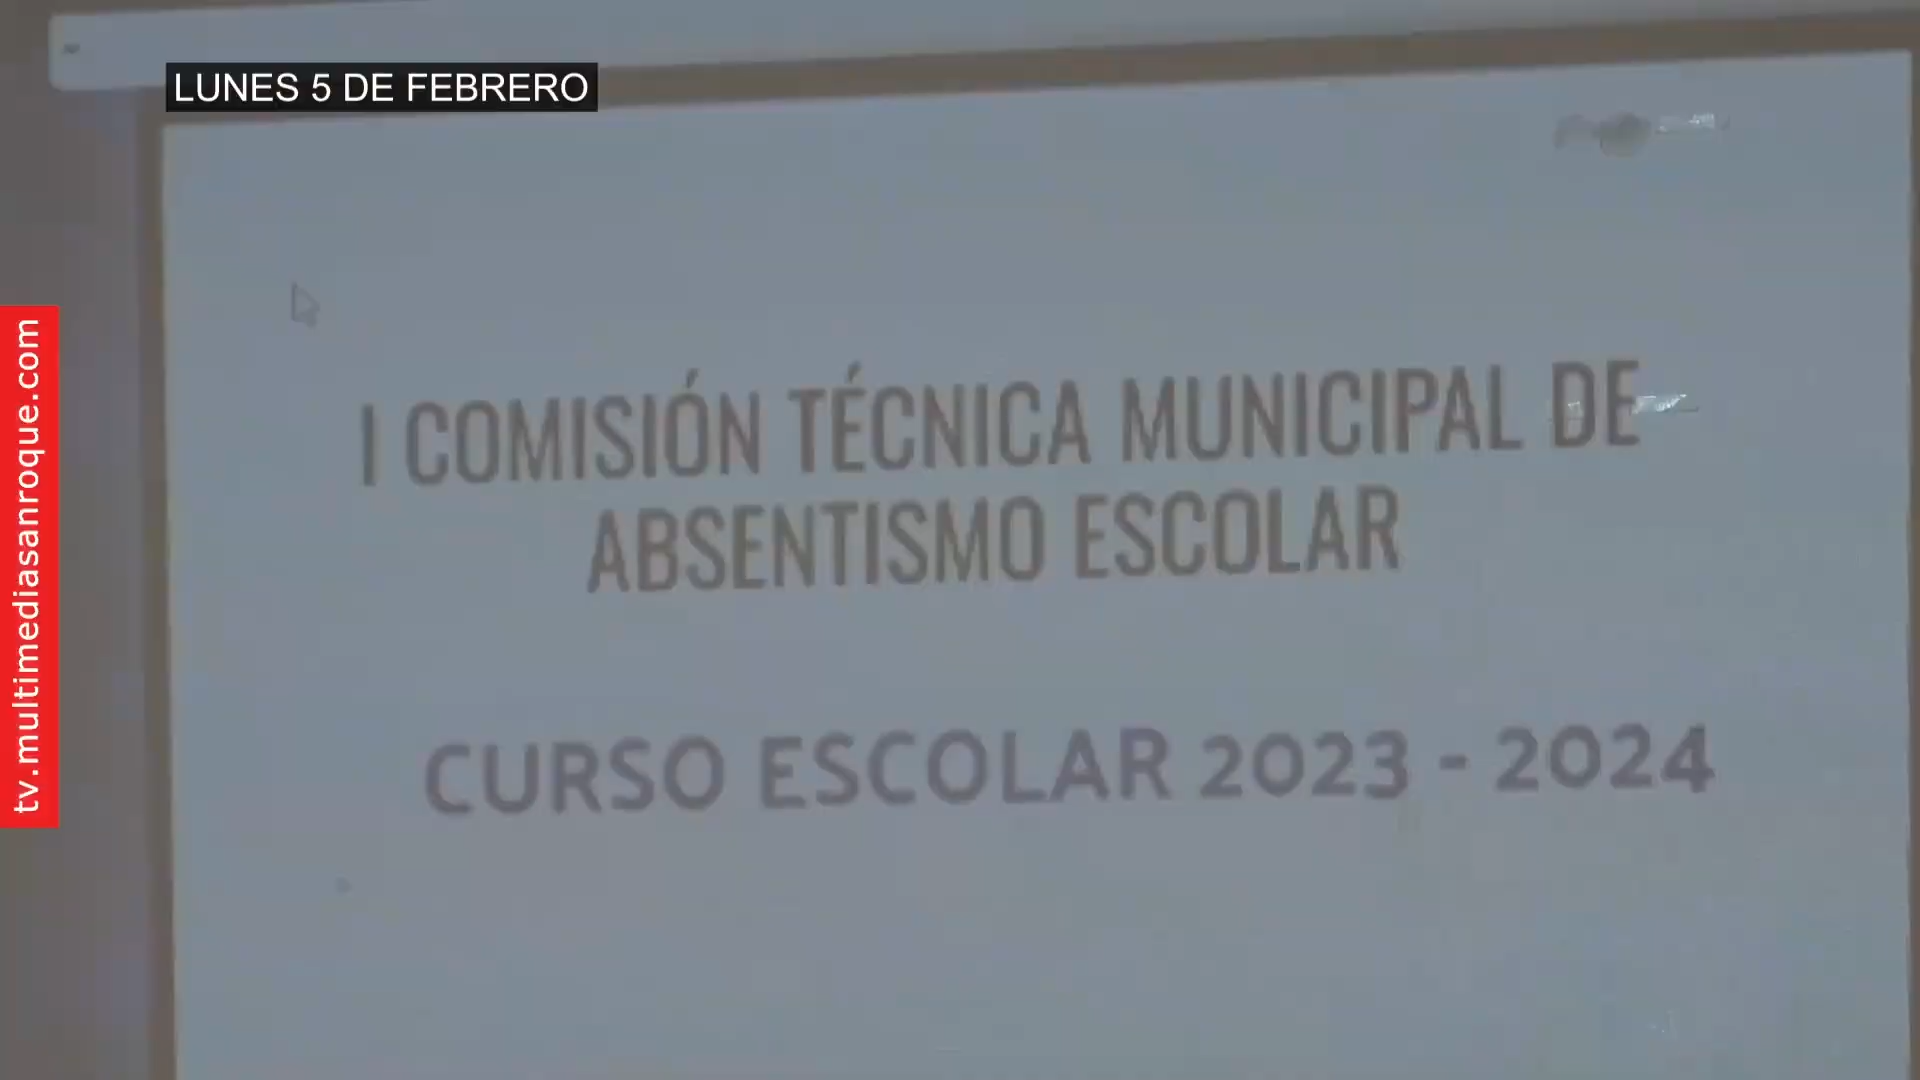 LUNES 5 DE FEBRERO
tv.multimediasanroque.com
I COMISIÓN TÉCNICA MUNICIPAL DE
ABSENTISMO ESCOLAR
CURSO ESCOLAR 2023 - 2024